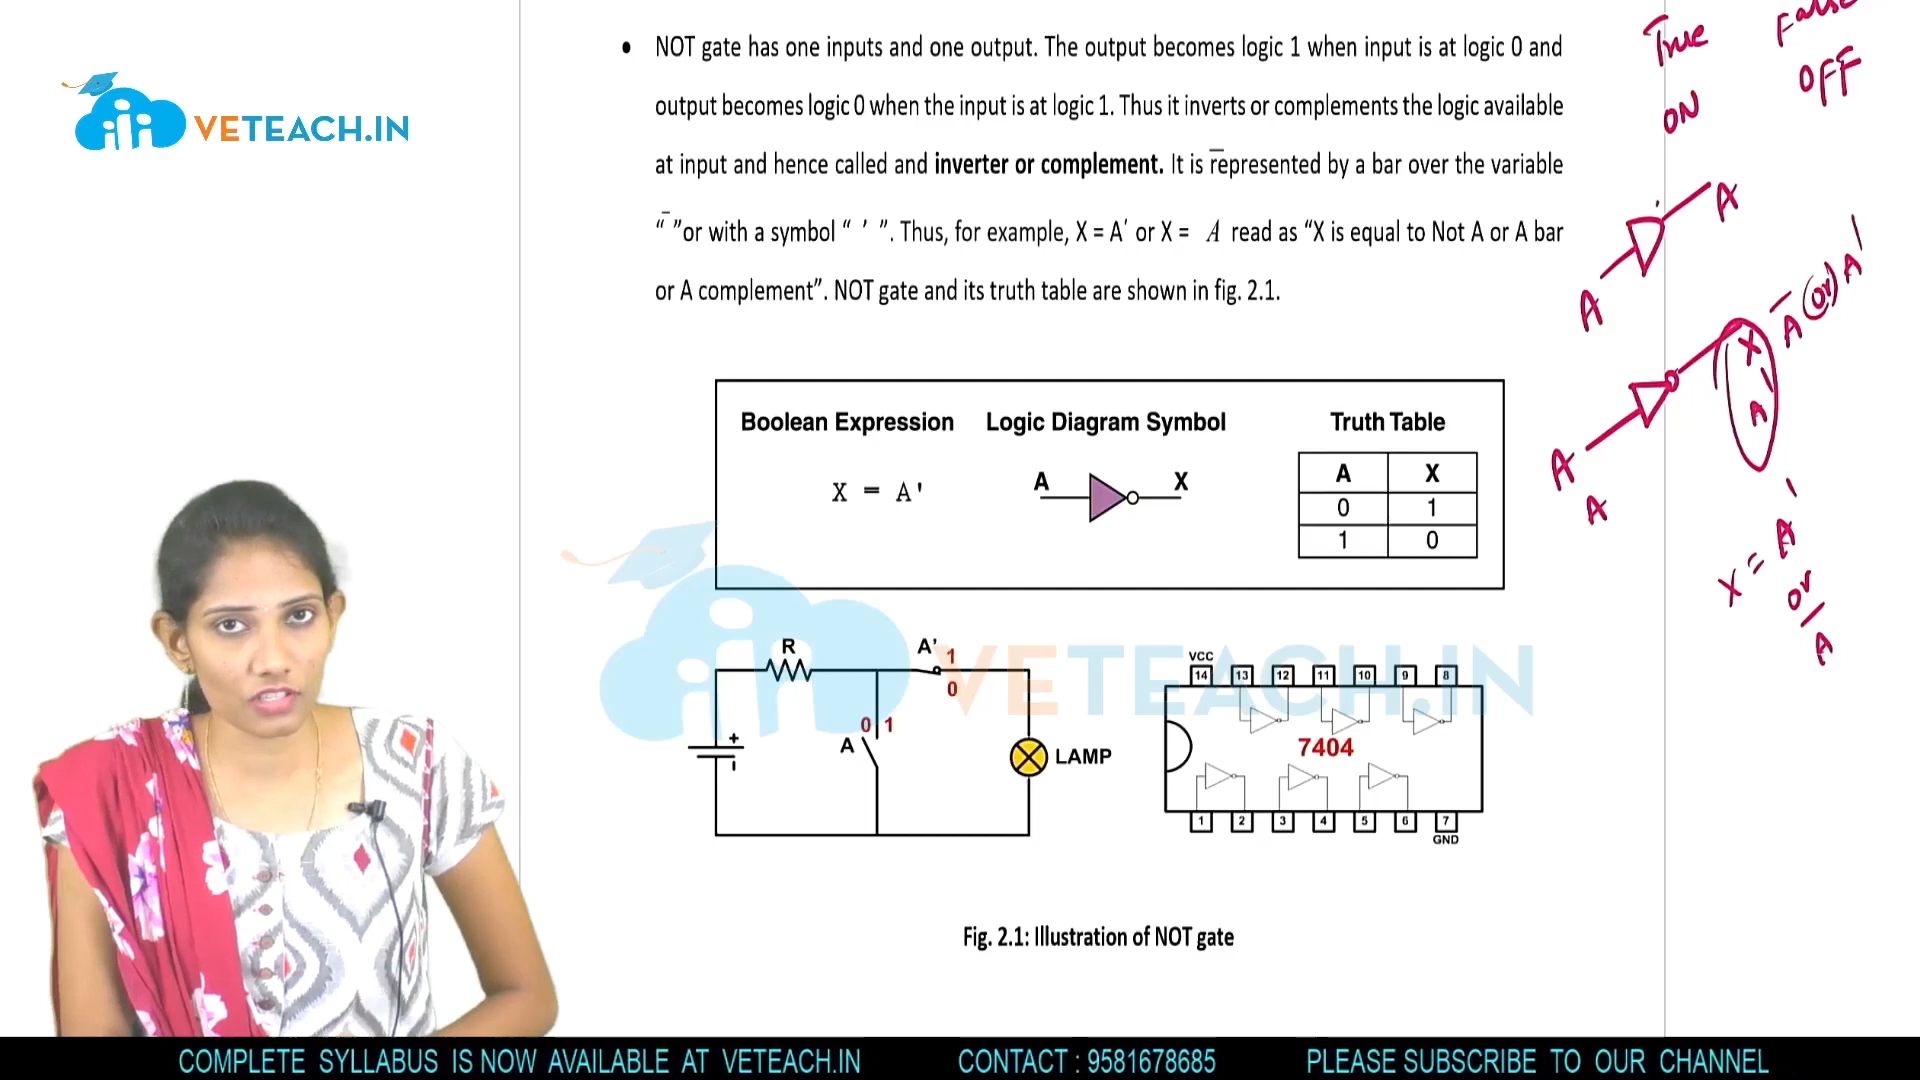 VETEACH.IN
• NOT gate has one inputs and one output. The output becomes logic 1 when input is at logic 0 and
output becomes logic 0 when the input is at logic 1. Thus it inverts or complements the logic available
at input and hence called and inverter or complement. It is r̅epresented by a bar over the variable
“ ¯ ”or with a symbol “ ′ ”. Thus, for example, X = A′ or X = A read as “X is equal to Not A or A bar
or A complement”. NOT gate and its truth table are shown in fig. 2.1.
True False
ON OFF
A
A
A̅ (or) A'
X
A'
A
A
X = A'
or
A̅
Boolean Expression Logic Diagram Symbol Truth Table
X = A'
A X
A X
0 1
1 0
VETEACH.IN
R A' 1
0
0 1
A
+
LAMP
VCC
14 13 12 11 10 9 8
7404
1 2 3 4 5 6 7
GND
Fig. 2.1: Illustration of NOT gate
COMPLETE SYLLABUS IS NOW AVAILABLE AT VETEACH.IN CONTACT : 9581678685 PLEASE SUBSCRIBE TO OUR CHANNEL